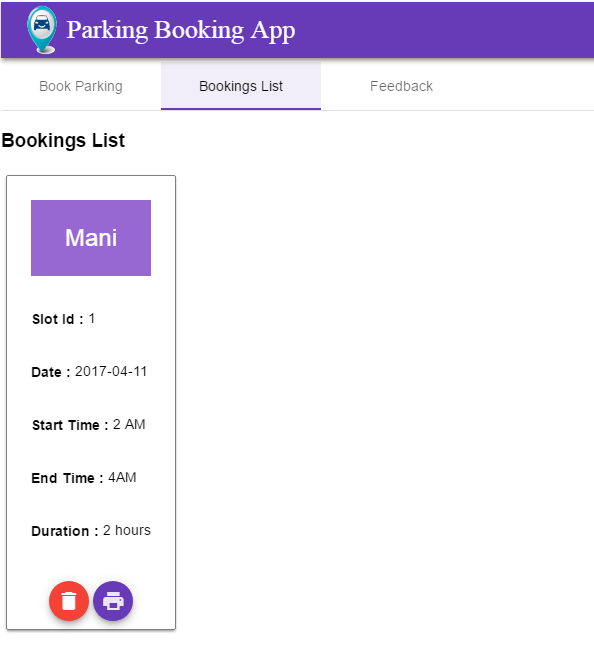 Parking Booking App
Book Parking
Bookings List
Feedback
Bookings List
Mani
Slot Id : 1
Date : 2017-04-11
Start Time : 2 AM
End Time : 4AM
Duration : 2 hours